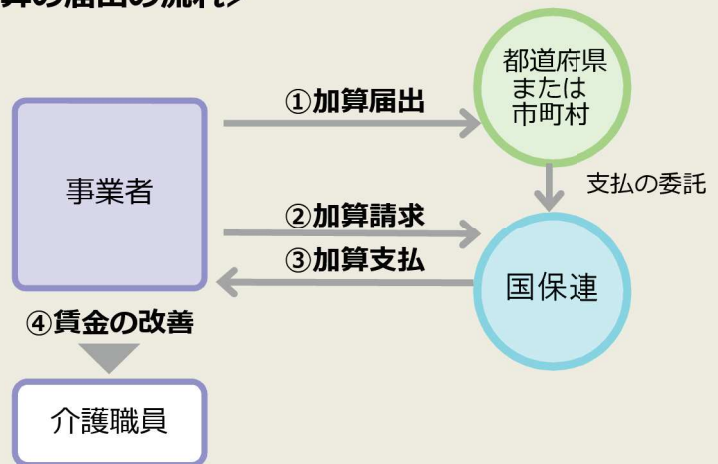 算の届出の流れ>
都道府県
または
市町村
①加算届出
事業者
支払の委託
②加算請求
③加算支払
国保連
④賃金の改善
介護職員